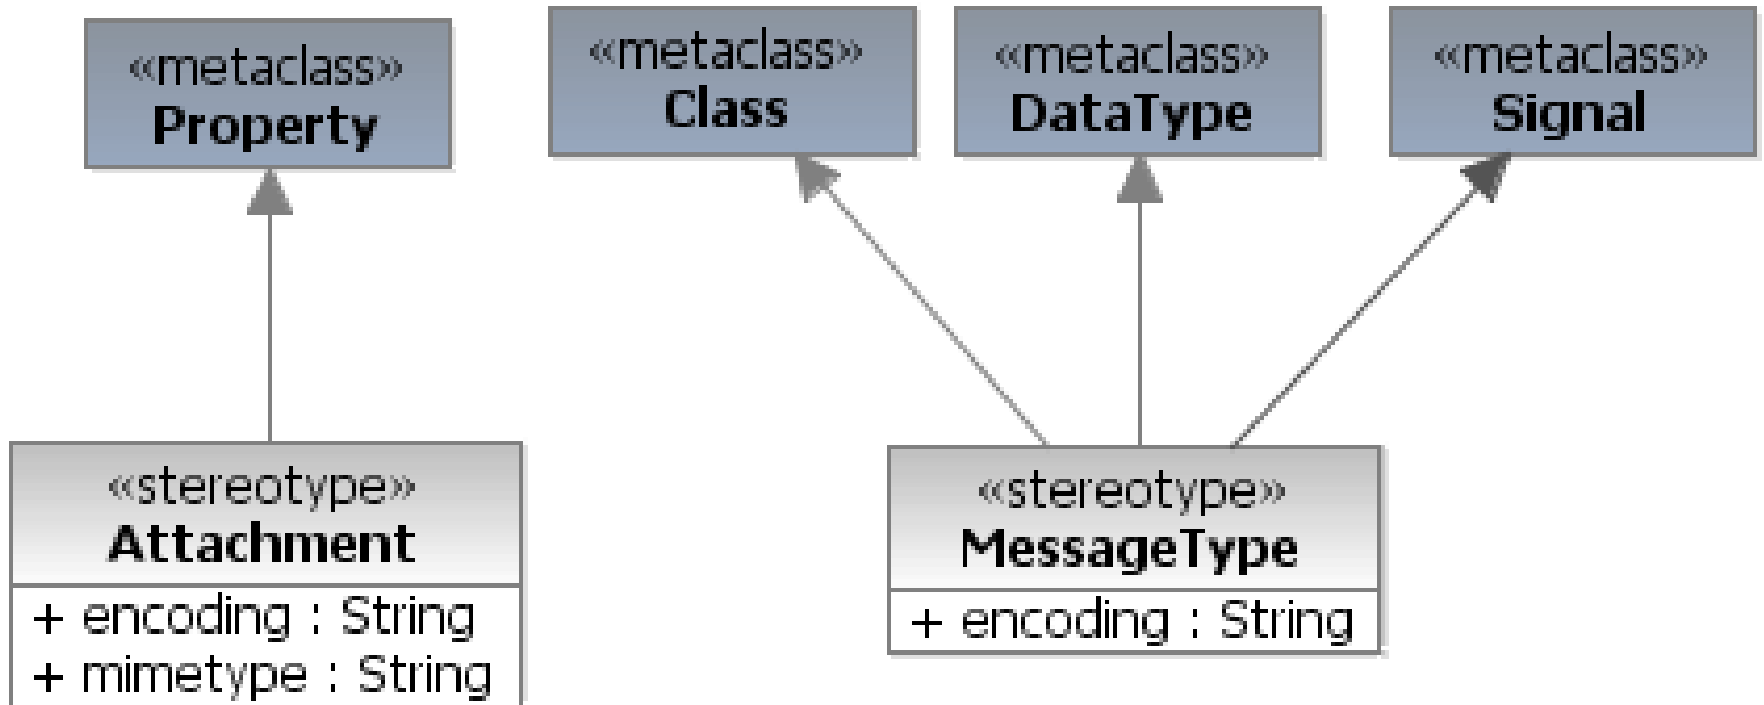 «metaclass»
Property
«metaclass»
Class
«metaclass»
DataType
«metaclass»
Signal
«stereotype»
Attachment
+ encoding : String
+ mimetype : String
«stereotype»
MessageType
+ encoding : String